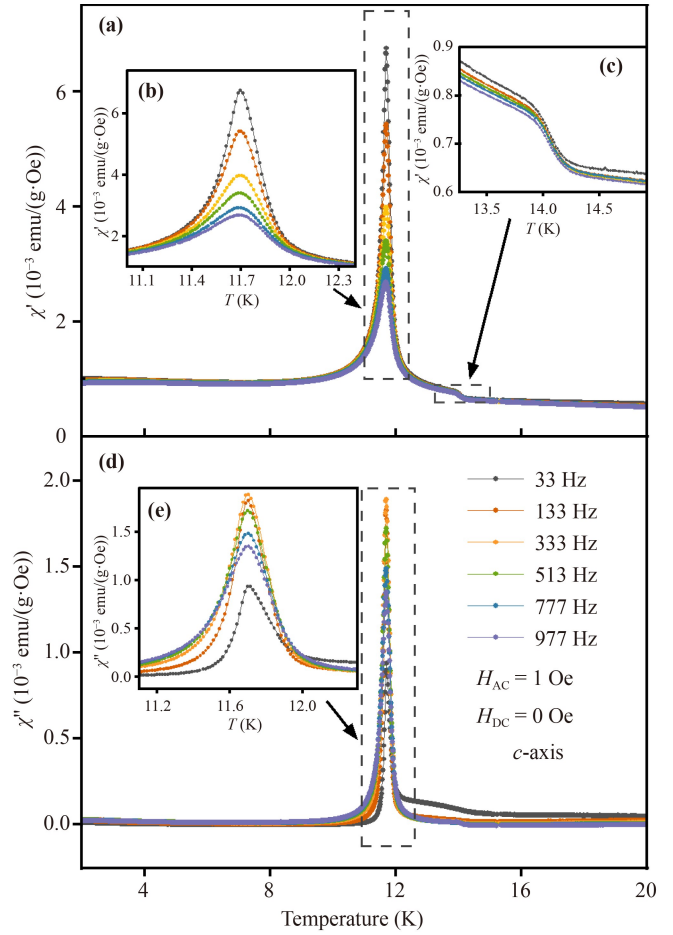 (a)
χ′ (10⁻³ emu/(g·Oe))
6
4
2
0
(b)
χ′ (10⁻³ emu/(g·Oe))
6
4
2
11.1 11.4 11.7 12.0 12.3
T (K)
(c)
χ′ (10⁻³ emu/(g·Oe))
0.9
0.8
0.7
0.6
13.5 14.0 14.5
T (K)
(d)
χ″ (10⁻³ emu/(g·Oe))
2.0
1.5
1.0
0.5
0.0
(e)
χ″ (10⁻³ emu/(g·Oe))
1.5
1.0
0.5
0.0
11.2 11.6 12.0
T (K)
33 Hz
133 Hz
333 Hz
513 Hz
777 Hz
977 Hz
H_AC = 1 Oe
H_DC = 0 Oe
c-axis
4 8 12 16 20
Temperature (K)